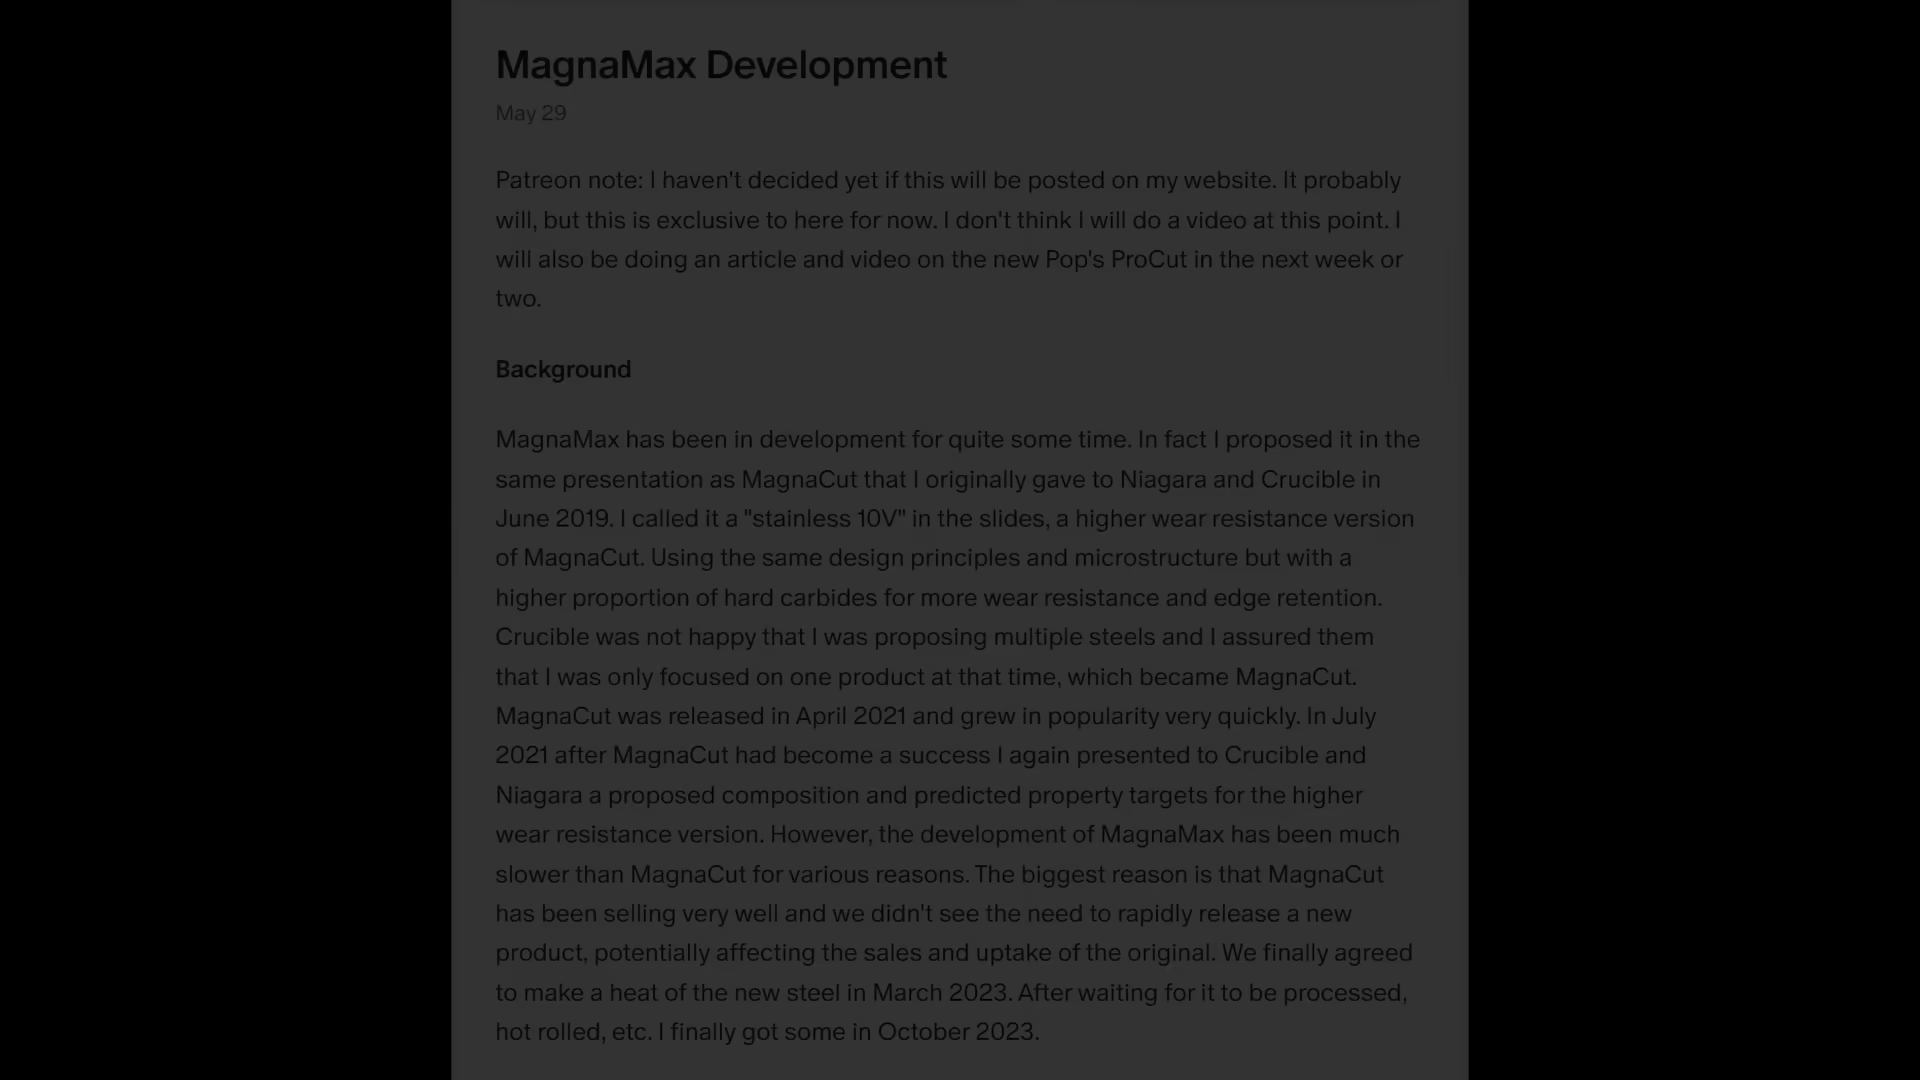 MagnaMax Development
May 29
Patreon note: I haven't decided yet if this will be posted on my website. It probably
will, but this is exclusive to here for now. I don't think I will do a video at this point. I
will also be doing an article and video on the new Pop's ProCut in the next week or
two.
Background
MagnaMax has been in development for quite some time. In fact I proposed it in the
same presentation as MagnaCut that I originally gave to Niagara and Crucible in
June 2019. I called it a "stainless 10V" in the slides, a higher wear resistance version
of MagnaCut. Using the same design principles and microstructure but with a
higher proportion of hard carbides for more wear resistance and edge retention.
Crucible was not happy that I was proposing multiple steels and I assured them
that I was only focused on one product at that time, which became MagnaCut.
MagnaCut was released in April 2021 and grew in popularity very quickly. In July
2021 after MagnaCut had become a success I again presented to Crucible and
Niagara a proposed composition and predicted property targets for the higher
wear resistance version. However, the development of MagnaMax has been much
slower than MagnaCut for various reasons. The biggest reason is that MagnaCut
has been selling very well and we didn't see the need to rapidly release a new
product, potentially affecting the sales and uptake of the original. We finally agreed
to make a heat of the new steel in March 2023. After waiting for it to be processed,
hot rolled, etc. I finally got some in October 2023.